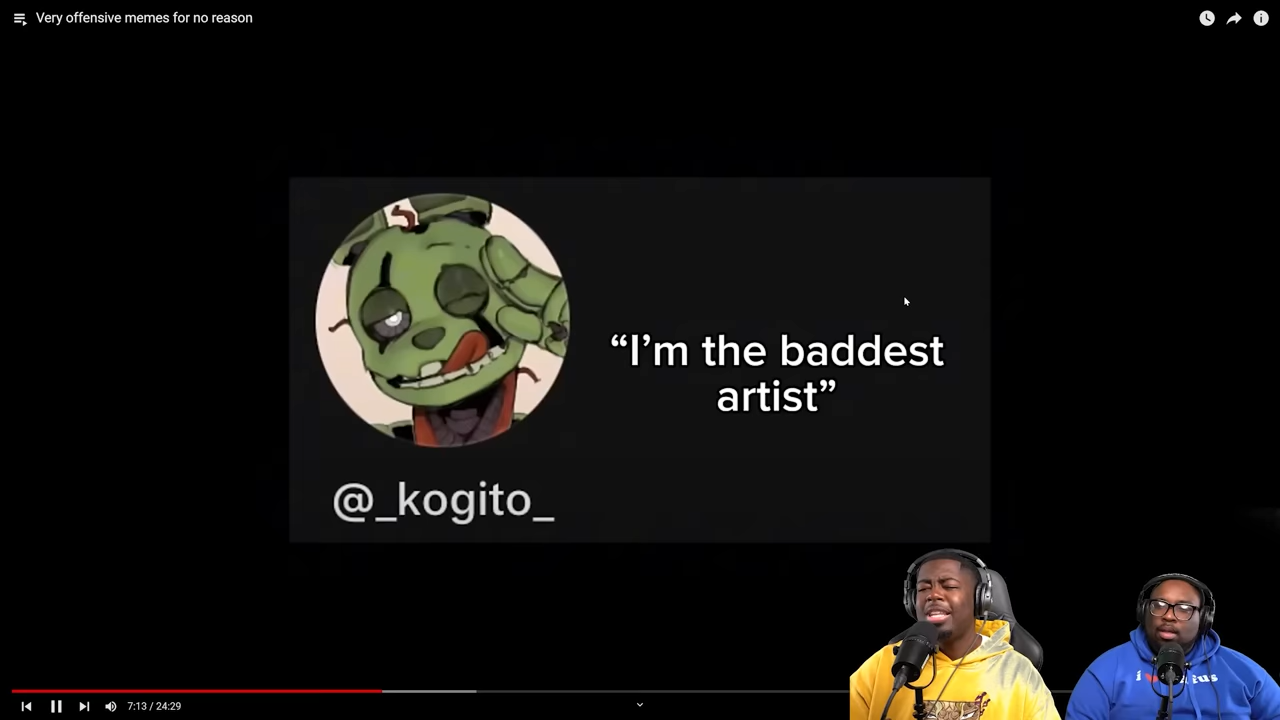 Very offensive memes for no reason
“I’m the baddest
artist”
@_kogito_
7:13 / 24:29